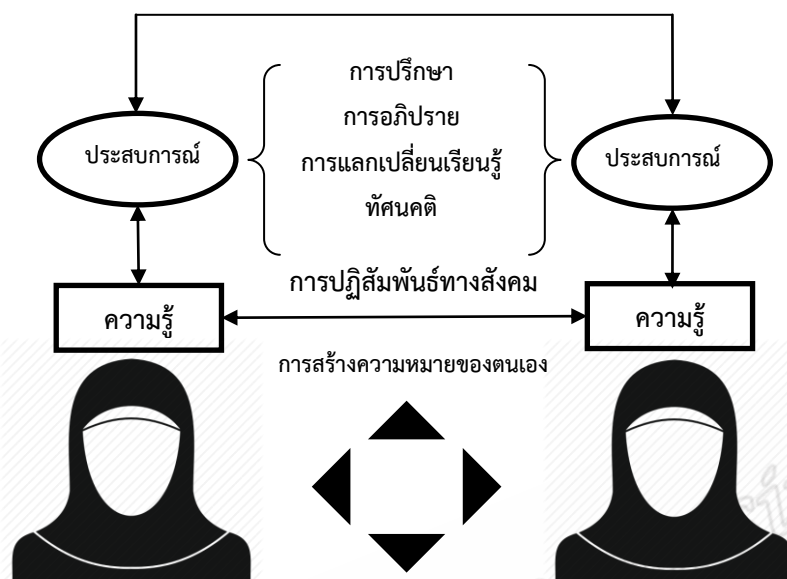 การปรึกษา
การอภิปราย
ประสบการณ์
การแลกเปลี่ยนเรียนรู้
ประสบการณ์
ทัศนคติ
การปฏิสัมพันธ์ทางสังคม
ความรู้
ความรู้
การสร้างความหมายของตนเอง